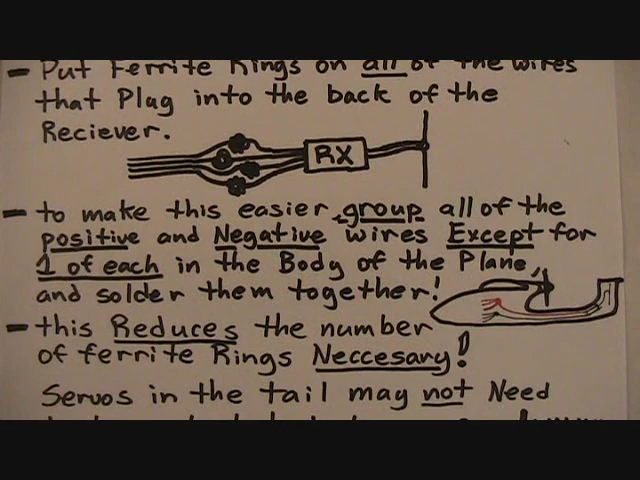 - Put Ferrite Rings on all of the wires
that Plug into the back of the
Reciever.
RX
- to make this easier, group all of the
positive and Negative wires Except for
1 of each in the Body of the Plane,
and solder them together!
- this Reduces the number
of ferrite Rings Neccesary!
Servos in the tail may not Need